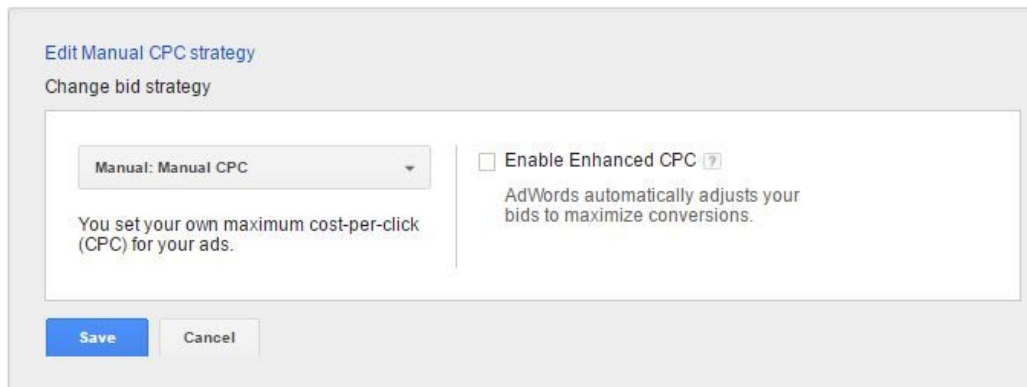 Edit Manual CPC strategy
Change bid strategy
Manual: Manual CPC
You set your own maximum cost-per-click
(CPC) for your ads.
Enable Enhanced CPC ?
AdWords automatically adjusts your
bids to maximize conversions.
Save
Cancel